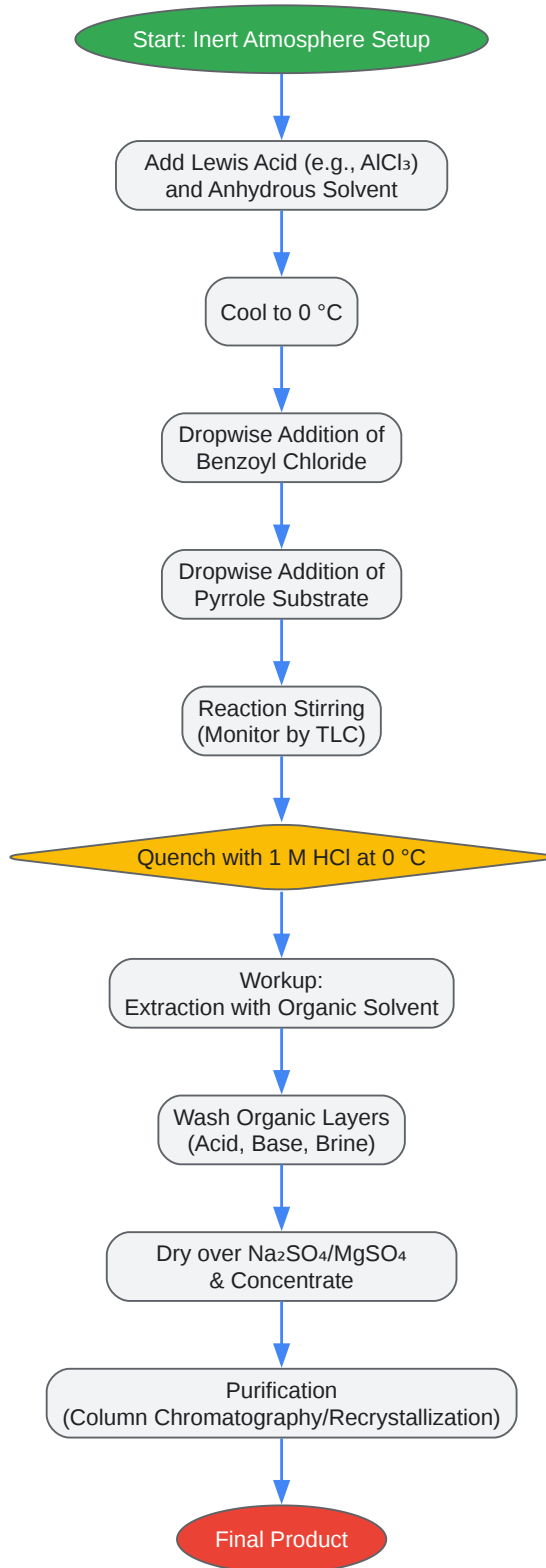 Start: Inert Atmosphere Setup
Add Lewis Acid (e.g., AlCl₃)
and Anhydrous Solvent
Cool to 0 °C
Dropwise Addition of
Benzoyl Chloride
Dropwise Addition of
Pyrrole Substrate
Reaction Stirring
(Monitor by TLC)
Quench with 1 M HCl at 0 °C
Workup:
Extraction with Organic Solvent
Wash Organic Layers
(Acid, Base, Brine)
Dry over Na₂SO₄/MgSO₄
& Concentrate
Purification
(Column Chromatography/Recrystallization)
Final Product